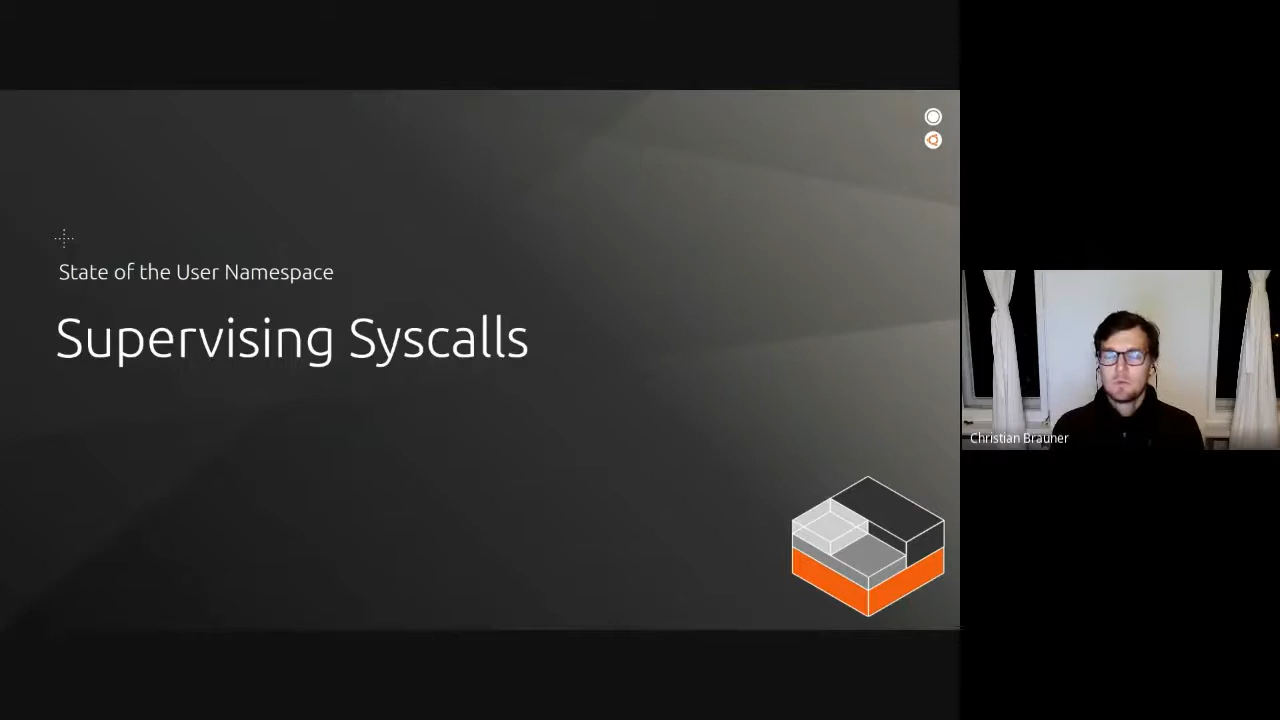 State of the User Namespace
Supervising Syscalls
Christian Brauner